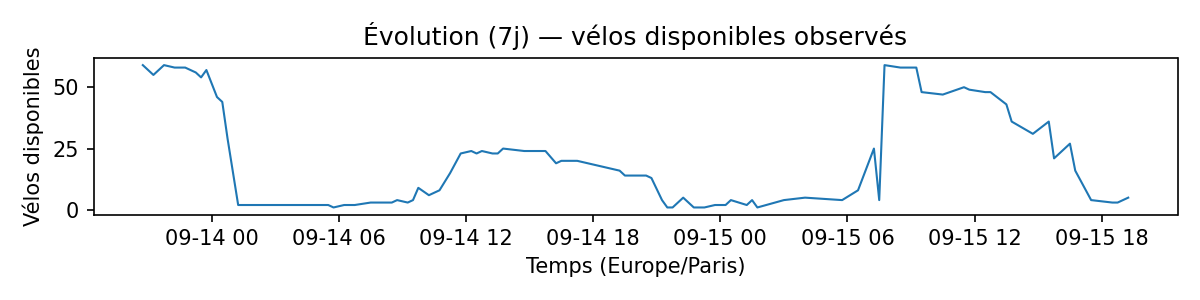 Évolution (7j) — vélos disponibles observés
Vélos disponibles
50
25
0
09-14 00 09-14 06 09-14 12 09-14 18 09-15 00 09-15 06 09-15 12 09-15 18
Temps (Europe/Paris)